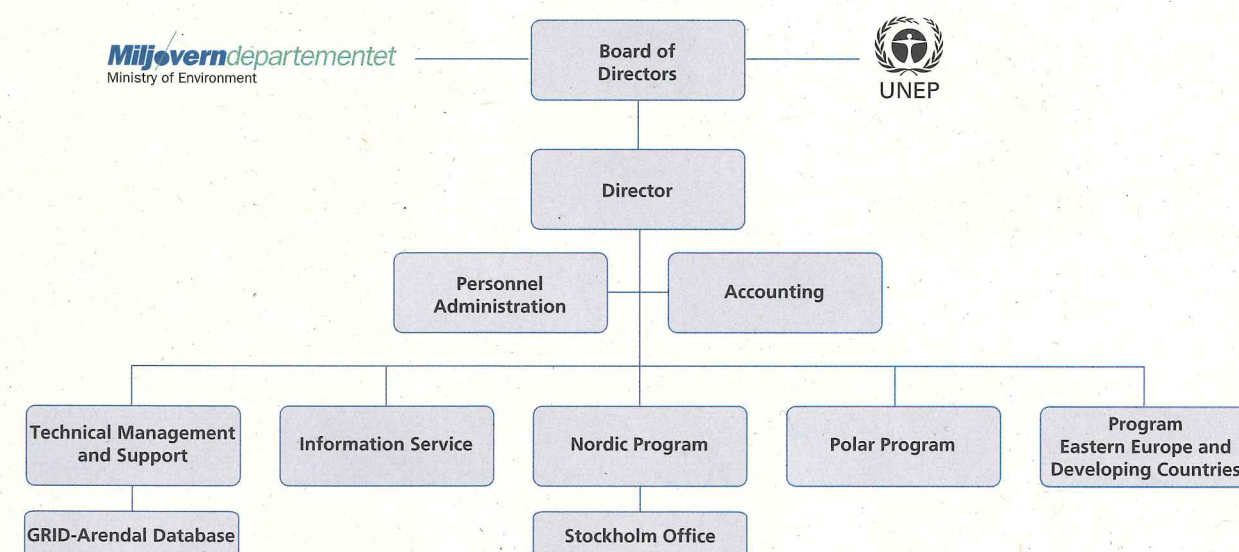 Miljøverndepartementet
Ministry of Environment
Board of
Directors
UNEP
Director
Personnel
Administration
Accounting
Technical Management
and Support
Information Service
Nordic Program
Polar Program
Program
Eastern Europe and
Developing Countries
GRID-Arendal Database
Stockholm Office